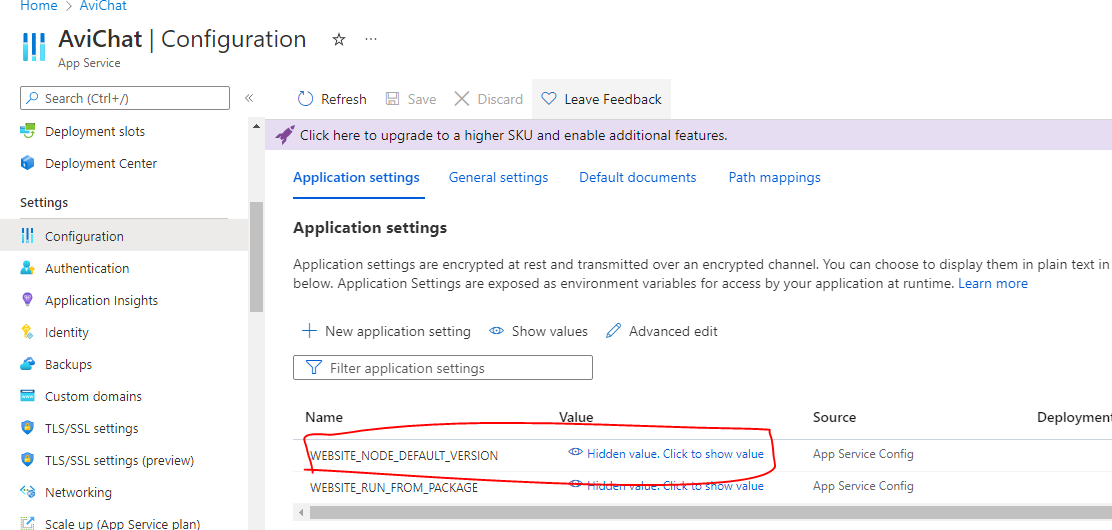 Home > AviChat
AviChat | Configuration ☆ ...
App Service
Search (Ctrl+/) «
Deployment slots
Deployment Center
Settings
Configuration
Authentication
Application Insights
Identity
Backups
Custom domains
TLS/SSL settings
TLS/SSL settings (preview)
Networking
Scale up (App Service plan)
Refresh Save Discard Leave Feedback
Click here to upgrade to a higher SKU and enable additional features.
Application settings General settings Default documents Path mappings
Application settings
Application settings are encrypted at rest and transmitted over an encrypted channel. You can choose to display them in plain text in
below. Application Settings are exposed as environment variables for access by your application at runtime. Learn more
New application setting Show values Advanced edit
Filter application settings
Name Value Source Deployment
WEBSITE_NODE_DEFAULT_VERSION Hidden value. Click to show value App Service Config
WEBSITE_RUN_FROM_PACKAGE Hidden value. Click to show value App Service Config